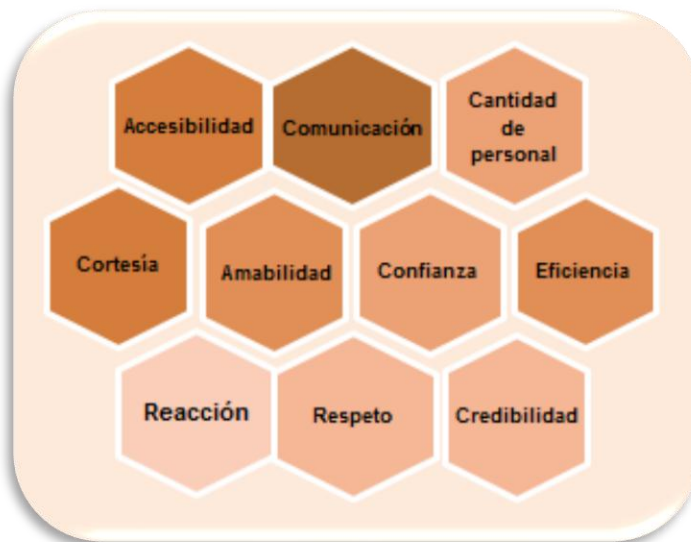 Accesibilidad
Comunicación
Cantidad
de
personal
Cortesía
Amabilidad
Confianza
Eficiencia
Reacción
Respeto
Credibilidad